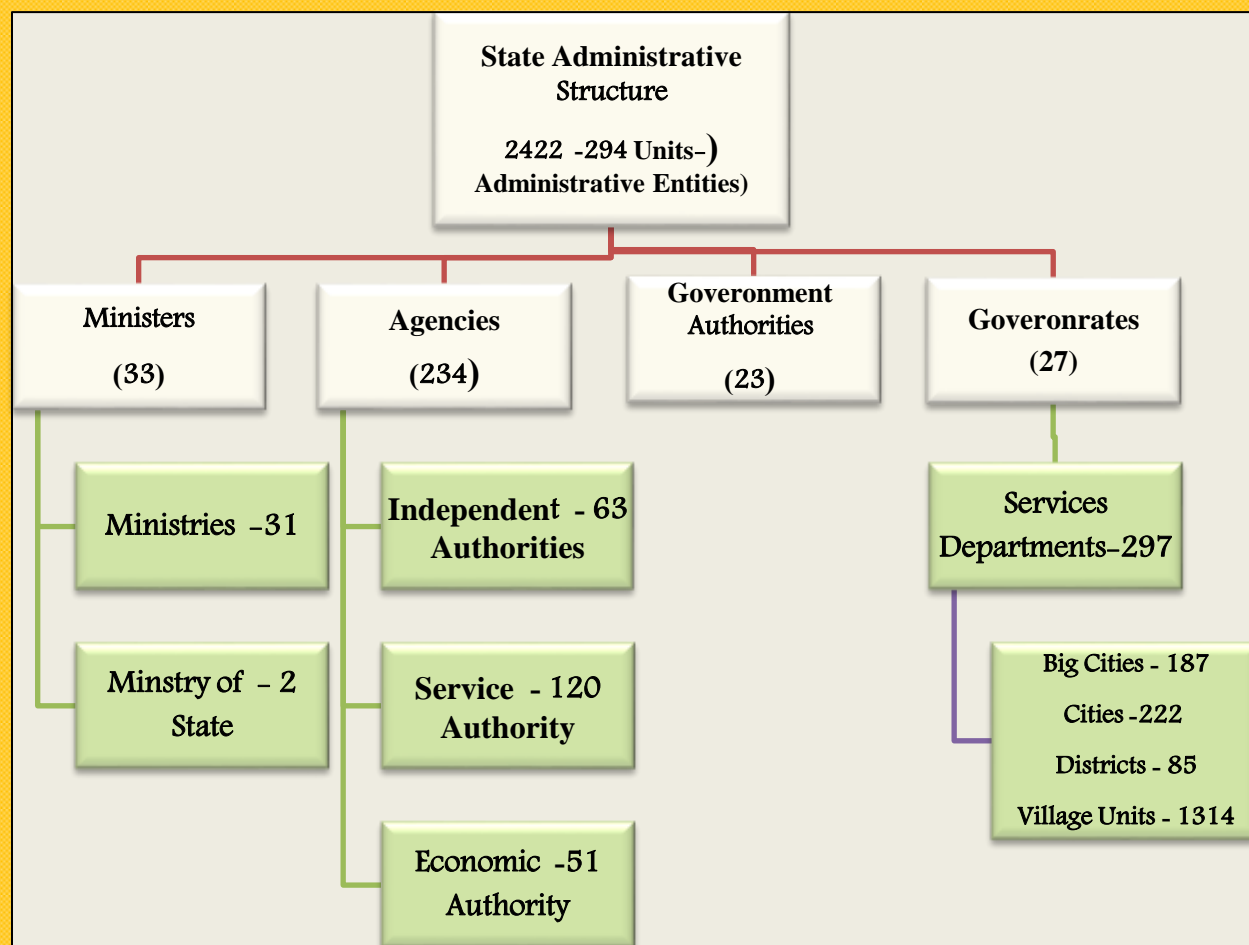 State Administrative
Structure
2422 -294 Units-)
Administrative Entities)
Ministers
(33)
Agencies
(234)
Government
Authorities
(23)
Goveronrates
(27)
Ministries -31
Minstry of - 2
State
Independent - 63
Authorities
Service - 120
Authority
Economic -51
Authority
Services
Departments-297
Big Cities - 187
Cities -222
Districts - 85
Village Units - 1314